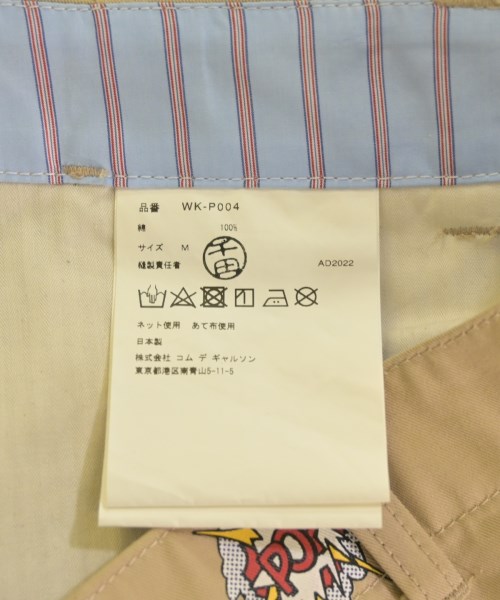 品番 WK-P004
綿 100%
サイズ M
縫製責任者 千田 AD2022
ネット使用 あて布使用
日本製
株式会社 コム デ ギャルソン
東京都港区南青山5-11-5